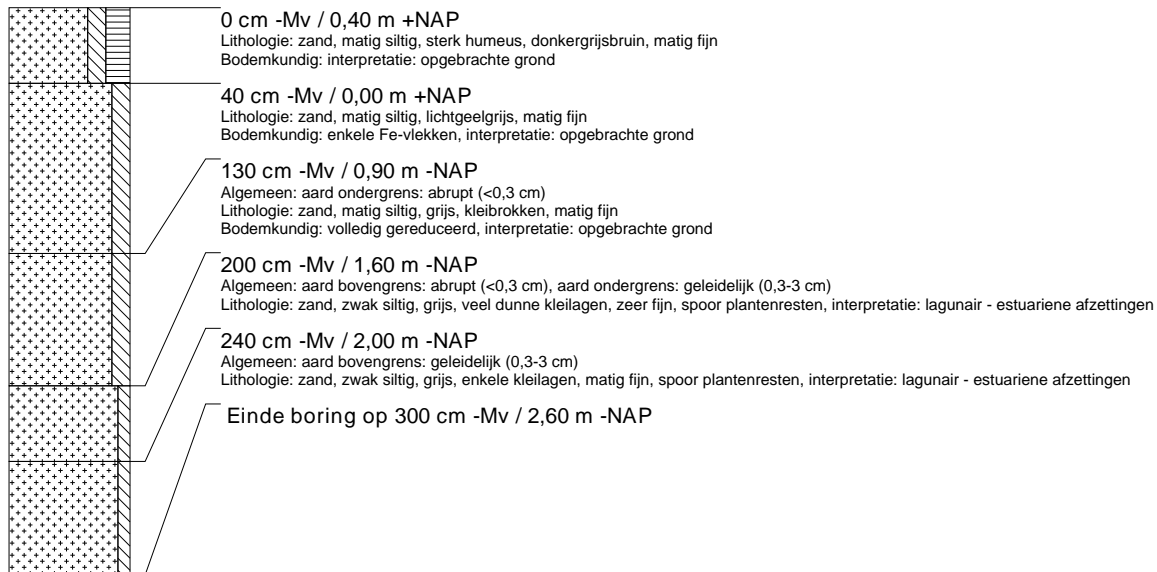 0 cm -Mv / 0,40 m +NAP
Lithologie: zand, matig siltig, sterk humeus, donkergrijsbruin, matig fijn
Bodemkundig: interpretatie: opgebrachte grond
40 cm -Mv / 0,00 m +NAP
Lithologie: zand, matig siltig, lichtgeelgrijs, matig fijn
Bodemkundig: enkele Fe-vlekken, interpretatie: opgebrachte grond
130 cm -Mv / 0,90 m -NAP
Algemeen: aard ondergrens: abrupt (<0,3 cm)
Lithologie: zand, matig siltig, grijs, kleibrokken, matig fijn
Bodemkundig: volledig gereduceerd, interpretatie: opgebrachte grond
200 cm -Mv / 1,60 m -NAP
Algemeen: aard bovengrens: abrupt (<0,3 cm), aard ondergrens: geleidelijk (0,3-3 cm)
Lithologie: zand, zwak siltig, grijs, veel dunne kleilagen, zeer fijn, spoor plantenresten, interpretatie: lagunair - estuariene afzettingen
240 cm -Mv / 2,00 m -NAP
Algemeen: aard bovengrens: geleidelijk (0,3-3 cm)
Lithologie: zand, zwak siltig, grijs, enkele kleilagen, matig fijn, spoor plantenresten, interpretatie: lagunair - estuariene afzettingen
Einde boring op 300 cm -Mv / 2,60 m -NAP